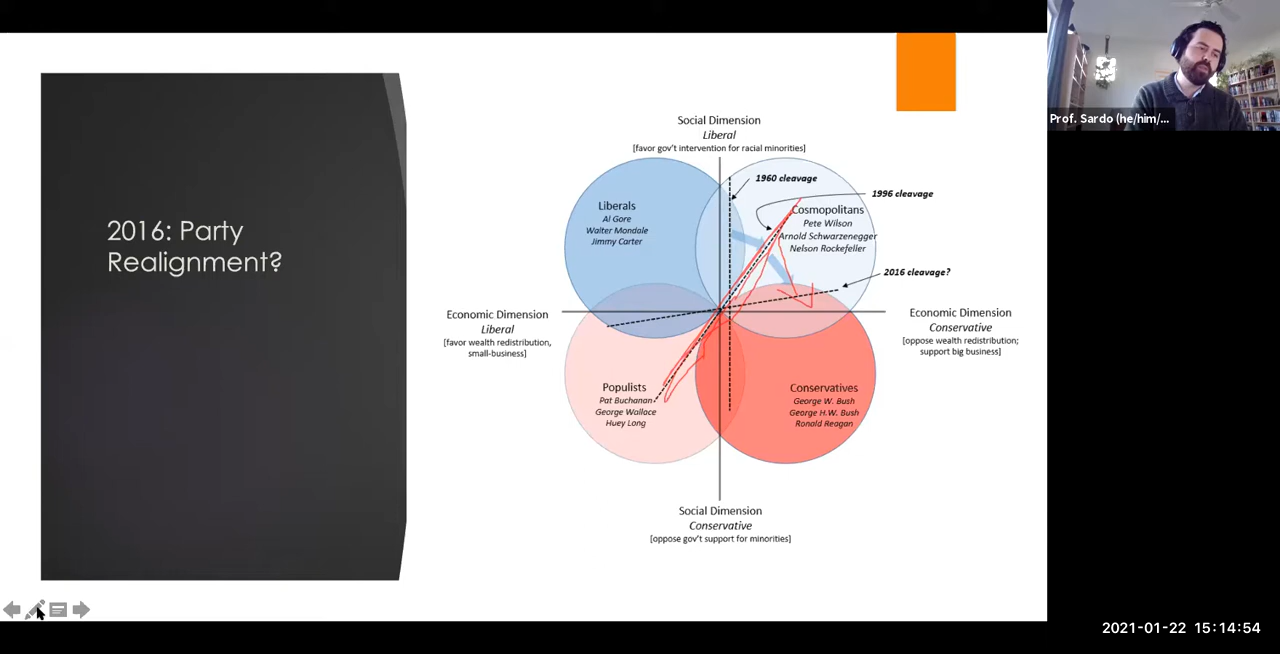 2016: Party
Realignment?
Social Dimension
Liberal
[favor gov't intervention for racial minorities]
1960 cleavage
1996 cleavage
Liberals
Al Gore
Walter Mondale
Jimmy Carter
Cosmopolitans
Pete Wilson
Arnold Schwarzenegger
Nelson Rockefeller
2016 cleavage?
Economic Dimension
Liberal
[favor wealth redistribution,
small-business]
Economic Dimension
Conservative
[oppose wealth redistribution;
support big business]
Populists
Pat Buchanan
George Wallace
Huey Long
Conservatives
George W. Bush
George H.W. Bush
Ronald Reagan
Social Dimension
Conservative
[oppose gov't support for minorities]
Prof. Sardo (he/him/...
2021-01-22 15:14:54